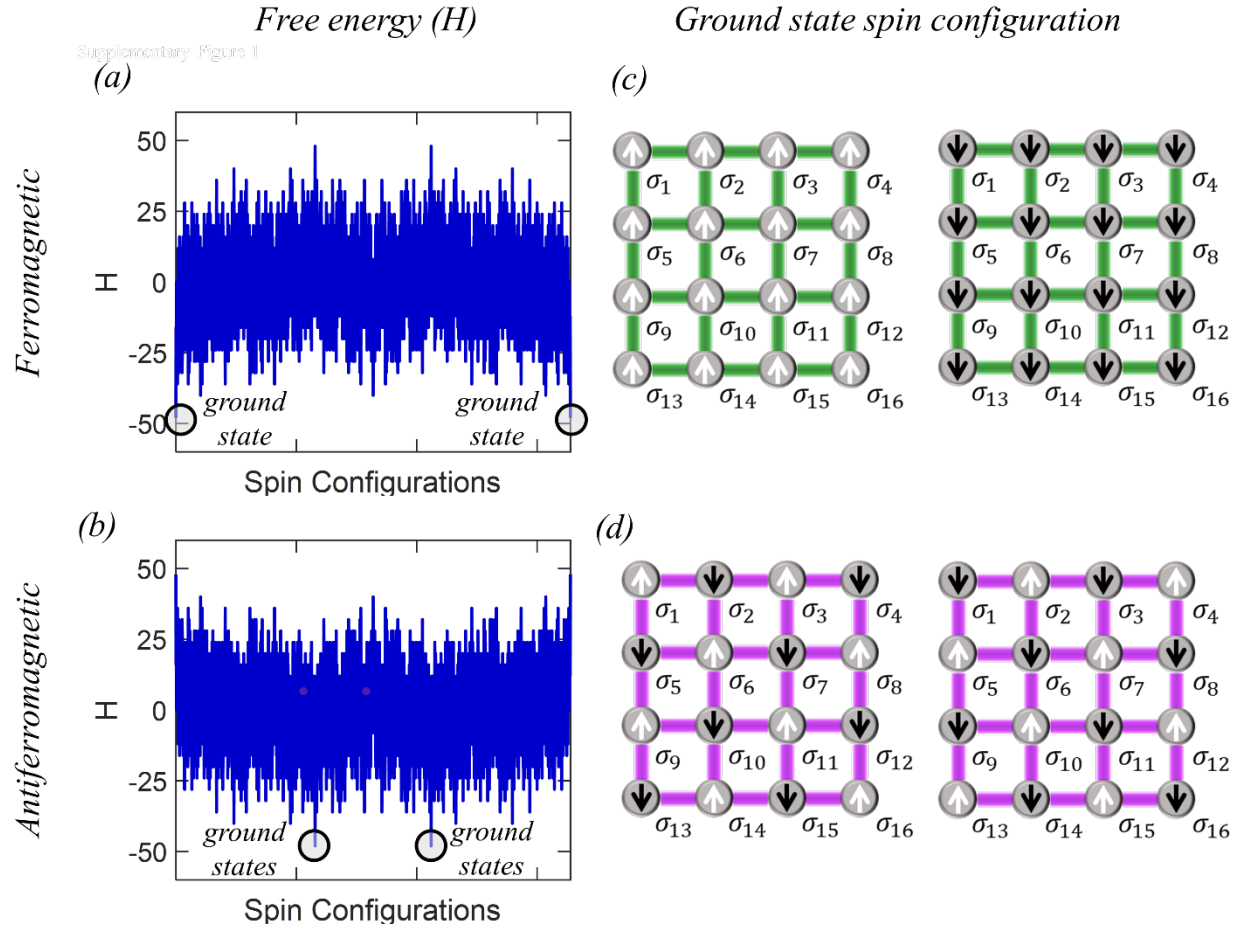 Free energy (H)
Ground state spin configuration
Supplementary Figure 1
Ferromagnetic
(a)
50
25
0
-25
-50
H
ground
state
ground
state
Spin Configurations
(c)
σ1 σ2 σ3 σ4
σ5 σ6 σ7 σ8
σ9 σ10 σ11 σ12
σ13 σ14 σ15 σ16
σ1 σ2 σ3 σ4
σ5 σ6 σ7 σ8
σ9 σ10 σ11 σ12
σ13 σ14 σ15 σ16
Antiferromagnetic
(b)
50
25
0
-25
-50
H
ground
states
ground
states
Spin Configurations
(d)
σ1 σ2 σ3 σ4
σ5 σ6 σ7 σ8
σ9 σ10 σ11 σ12
σ13 σ14 σ15 σ16
σ1 σ2 σ3 σ4
σ5 σ6 σ7 σ8
σ9 σ10 σ11 σ12
σ13 σ14 σ15 σ16